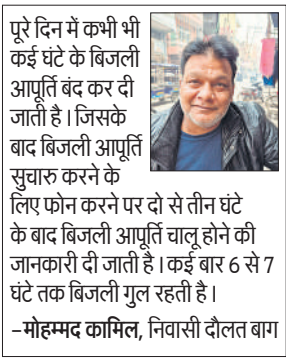 पूरे दिन में कभी भी
कई घंटे के बिजली
आपूर्ति बंद कर दी
जाती है। जिसके
बाद बिजली आपूर्ति
सुचारु करने के
लिए फोन करने पर दो से तीन घंटे
के बाद बिजली आपूर्ति चालू होने की
जानकारी दी जाती है। कई बार 6 से 7
घंटे तक बिजली गुल रहती है।
–मोहम्मद कामिल, निवासी दौलत बाग